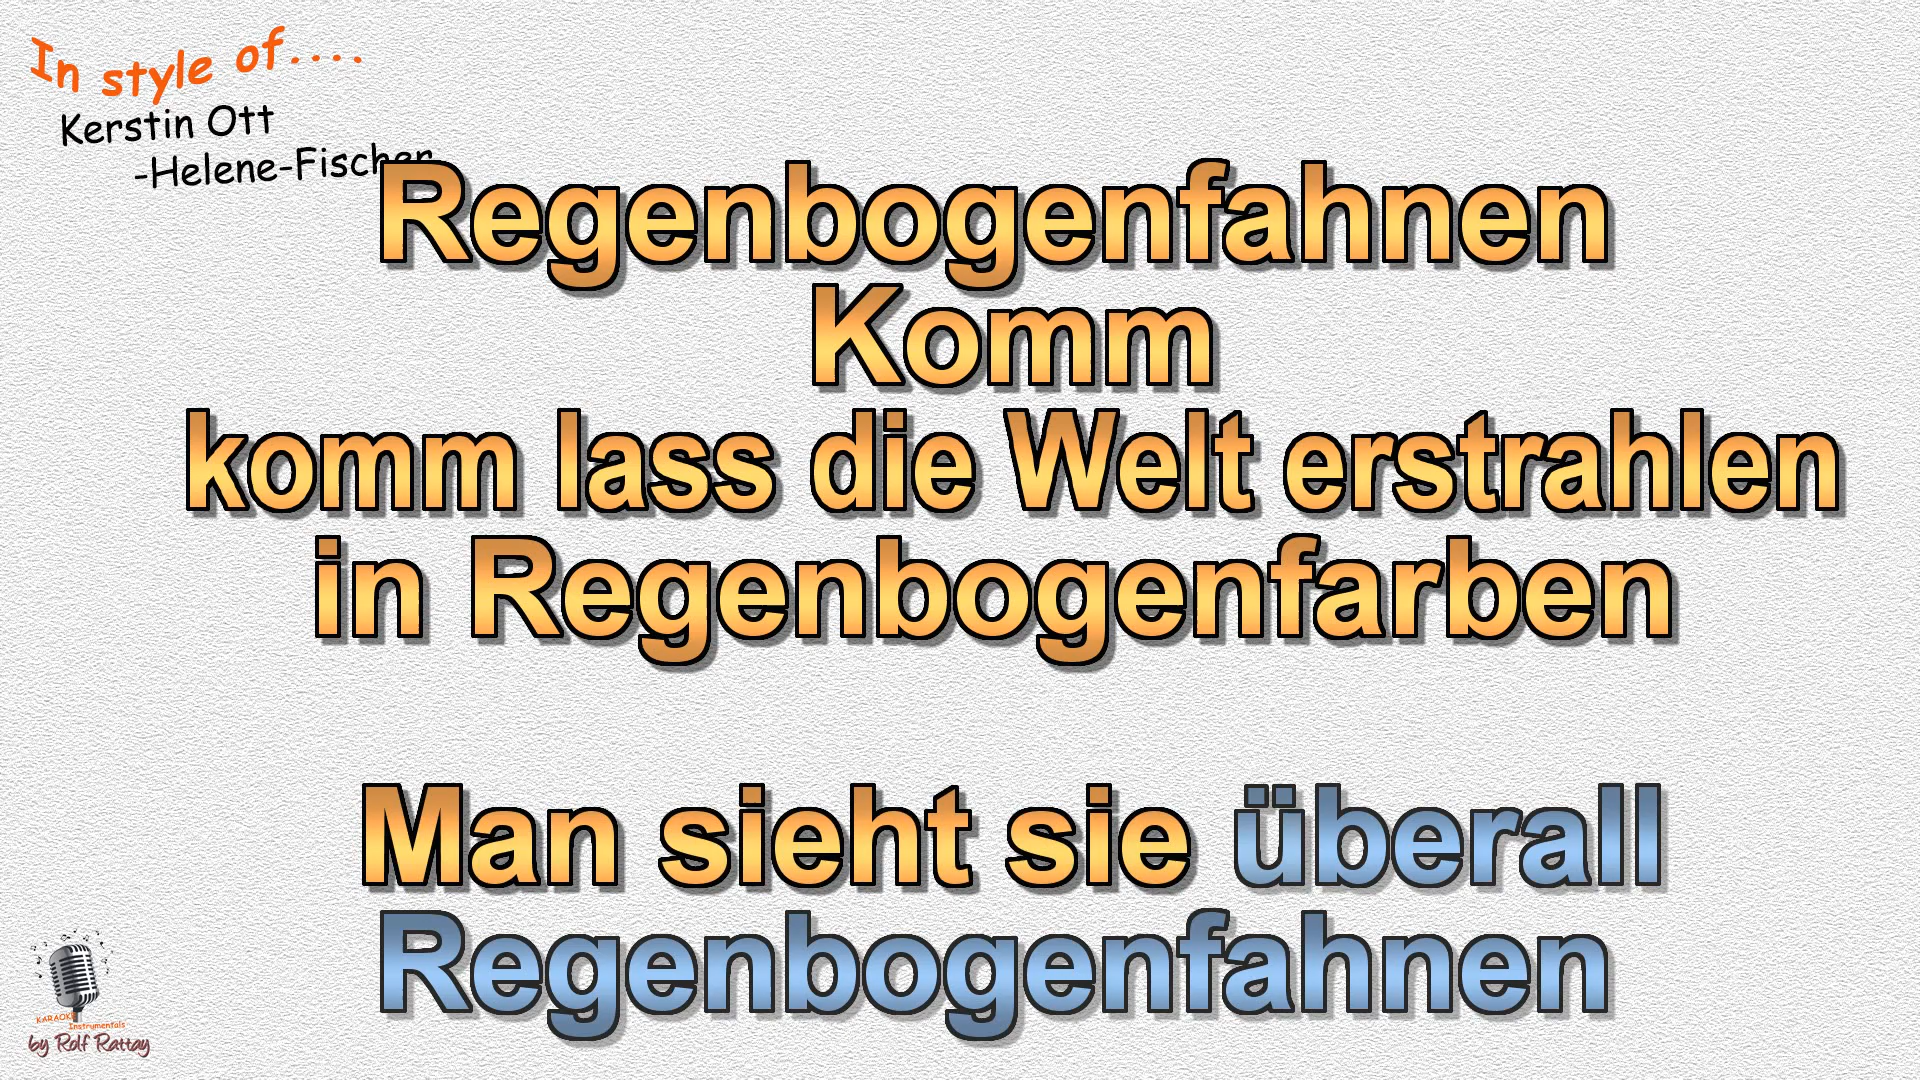 In style of....
Kerstin Ott
-Helene-Fischer
Regenbogenfahnen
Komm
komm lass die Welt erstrahlen
in Regenbogenfarben
Man sieht sie überall
Regenbogenfahnen
KARAOKE
Instrumentals
by Rolf Rattay